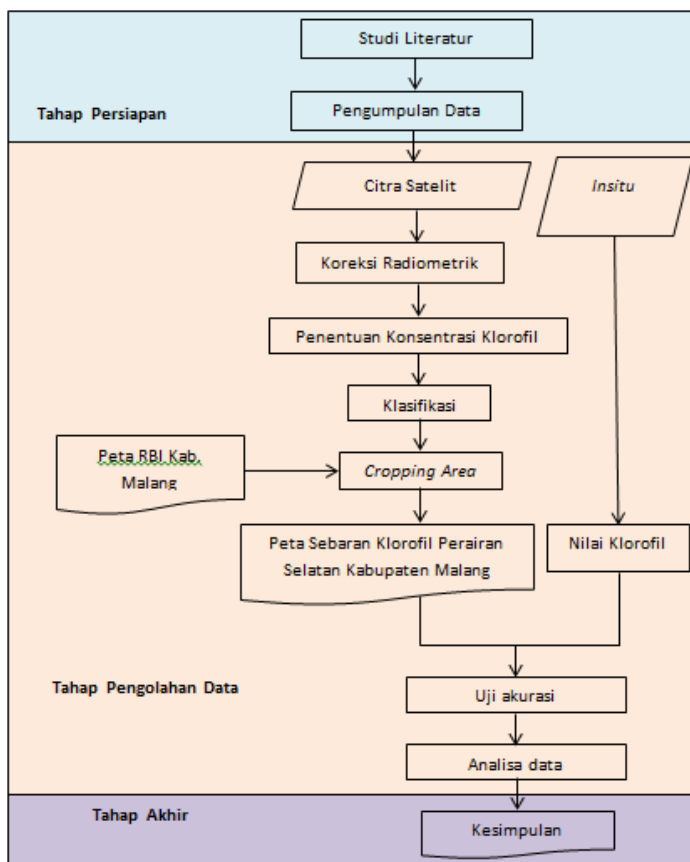 Studi Literatur
Tahap Persiapan
Pengumpulan Data
Citra Satelit
Insitu
Koreksi Radiometrik
Penentuan Konsentrasi Klorofil
Klasifikasi
Peta RBI Kab.
Malang
Cropping Area
Peta Sebaran Klorofil Perairan
Selatan Kabupaten Malang
Nilai Klorofil
Tahap Pengolahan Data
Uji akurasi
Analisa data
Tahap Akhir
Kesimpulan